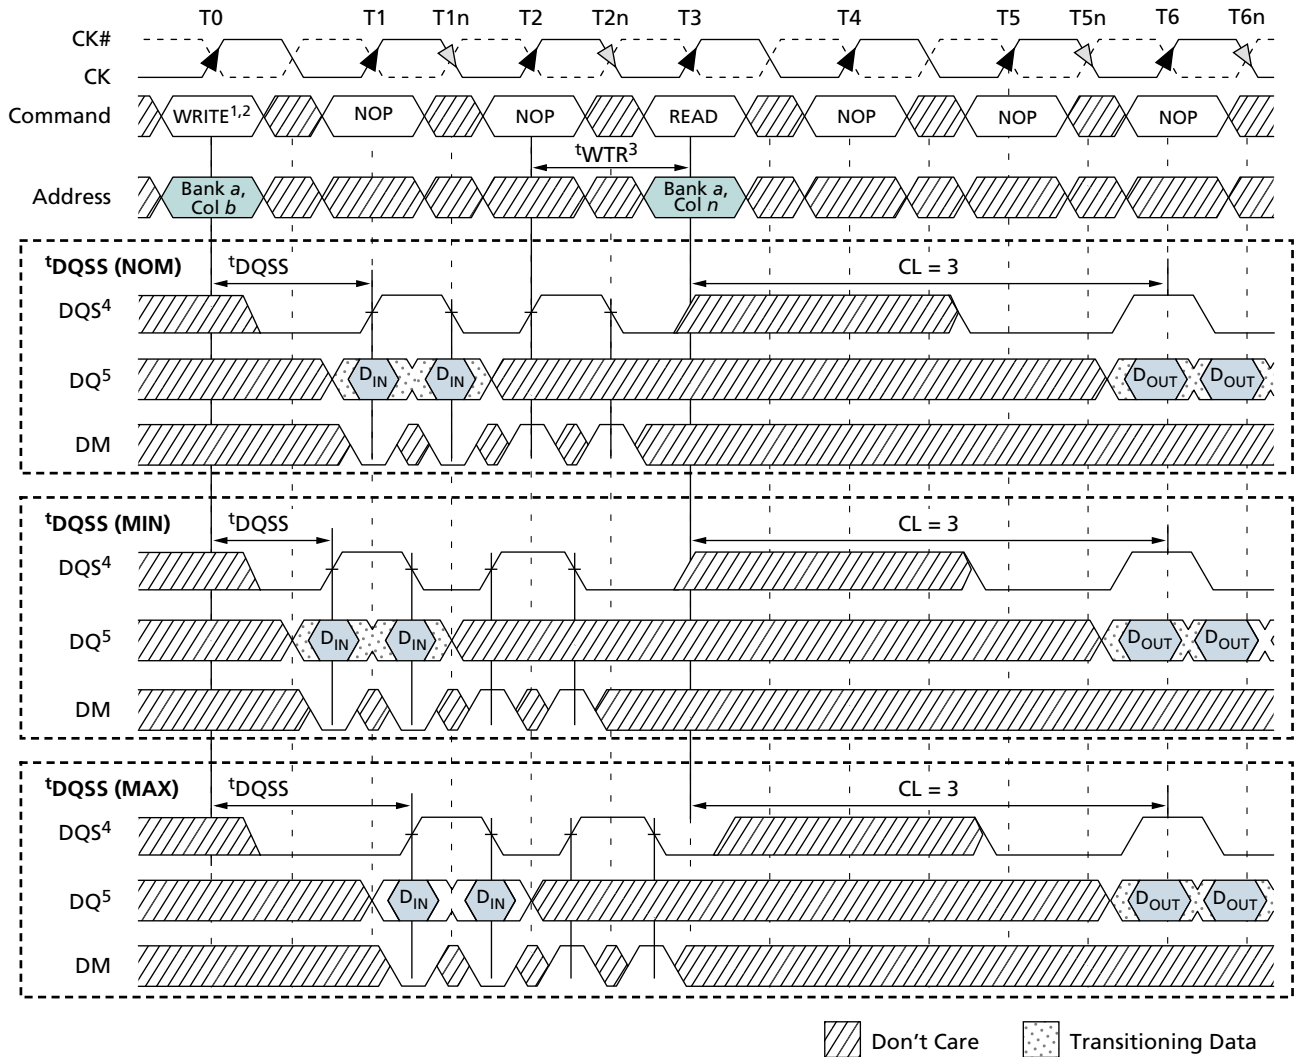 T0 T1 T1n T2 T2n T3 T4 T5 T5n T6 T6n
CK#
CK
Command WRITE1,2 NOP NOP READ NOP NOP NOP
tWTR3
Address Bank a, Col b Bank a, Col n
tDQSS (NOM) tDQSS CL = 3
DQS4
DQ5 DIN DIN DOUT DOUT
DM
tDQSS (MIN) tDQSS CL = 3
DQS4
DQ5 DIN DIN DOUT DOUT
DM
tDQSS (MAX) tDQSS CL = 3
DQS4
DQ5 DIN DIN DOUT DOUT
DM
Don't Care Transitioning Data